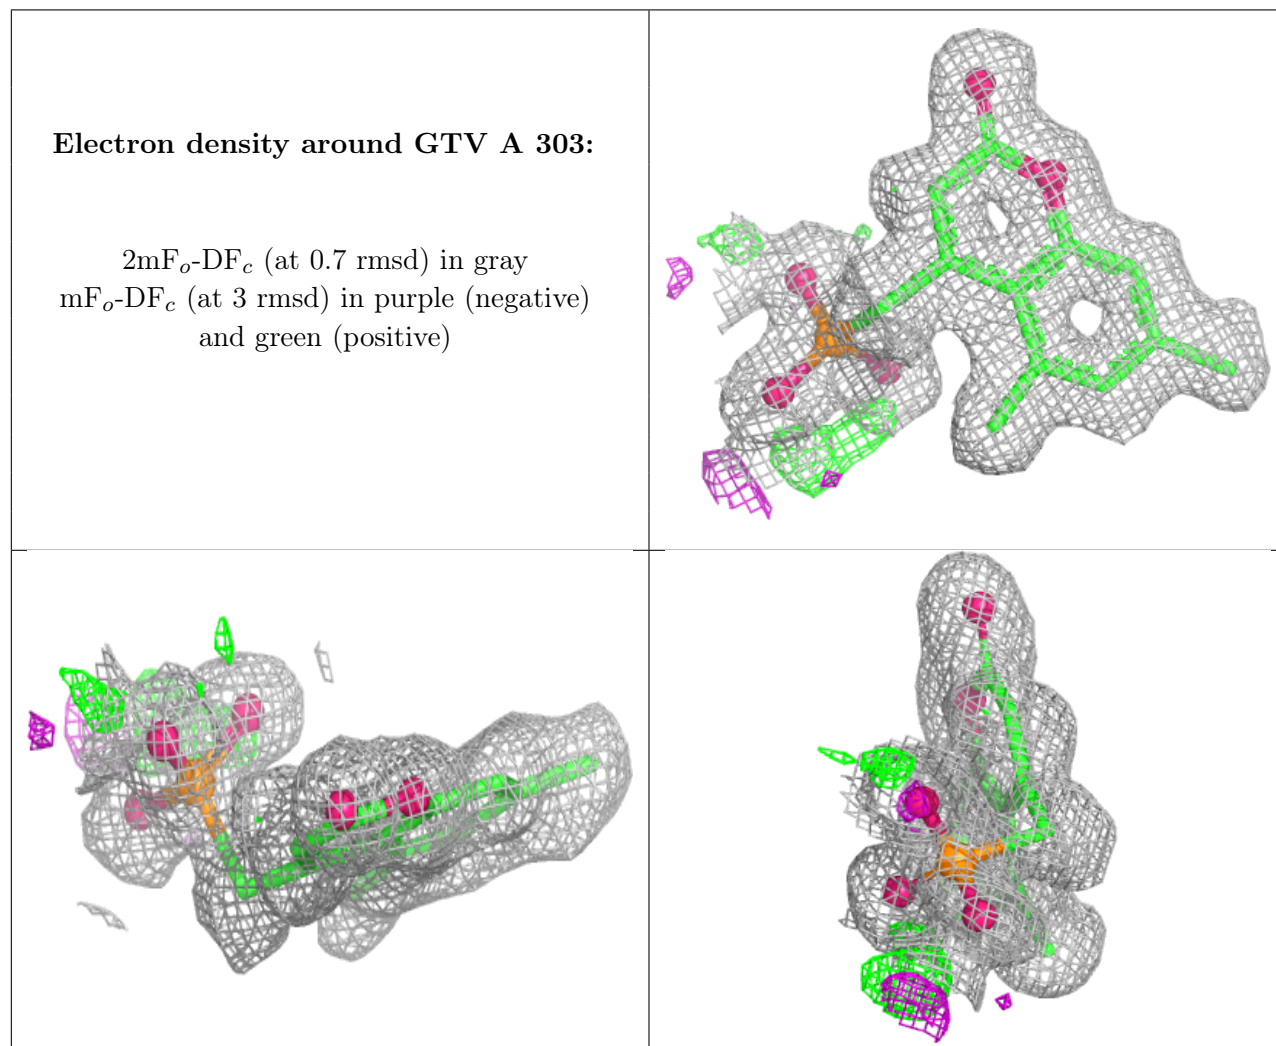 Electron density around GTV A 303:
2mFo-DFc (at 0.7 rmsd) in gray
mFo-DFc (at 3 rmsd) in purple (negative)
and green (positive)